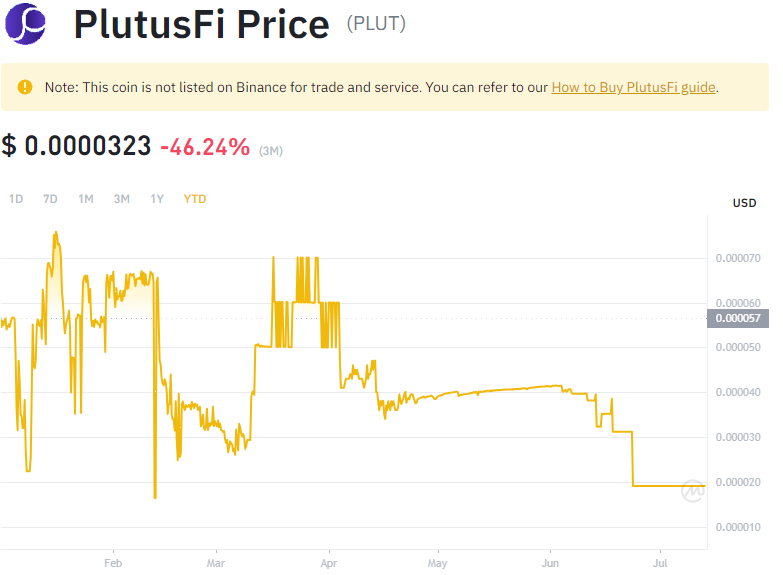 PlutusFi Price (PLUT)
Note: This coin is not listed on Binance for trade and service. You can refer to our How to Buy PlutusFi guide.
$ 0.0000323 -46.24% (3M)
1D 7D 1M 3M 1Y YTD
USD
0.000070
0.000060
0.000057
0.000050
0.000040
0.000030
0.000020
0.000010
Feb Mar Apr May Jun Jul